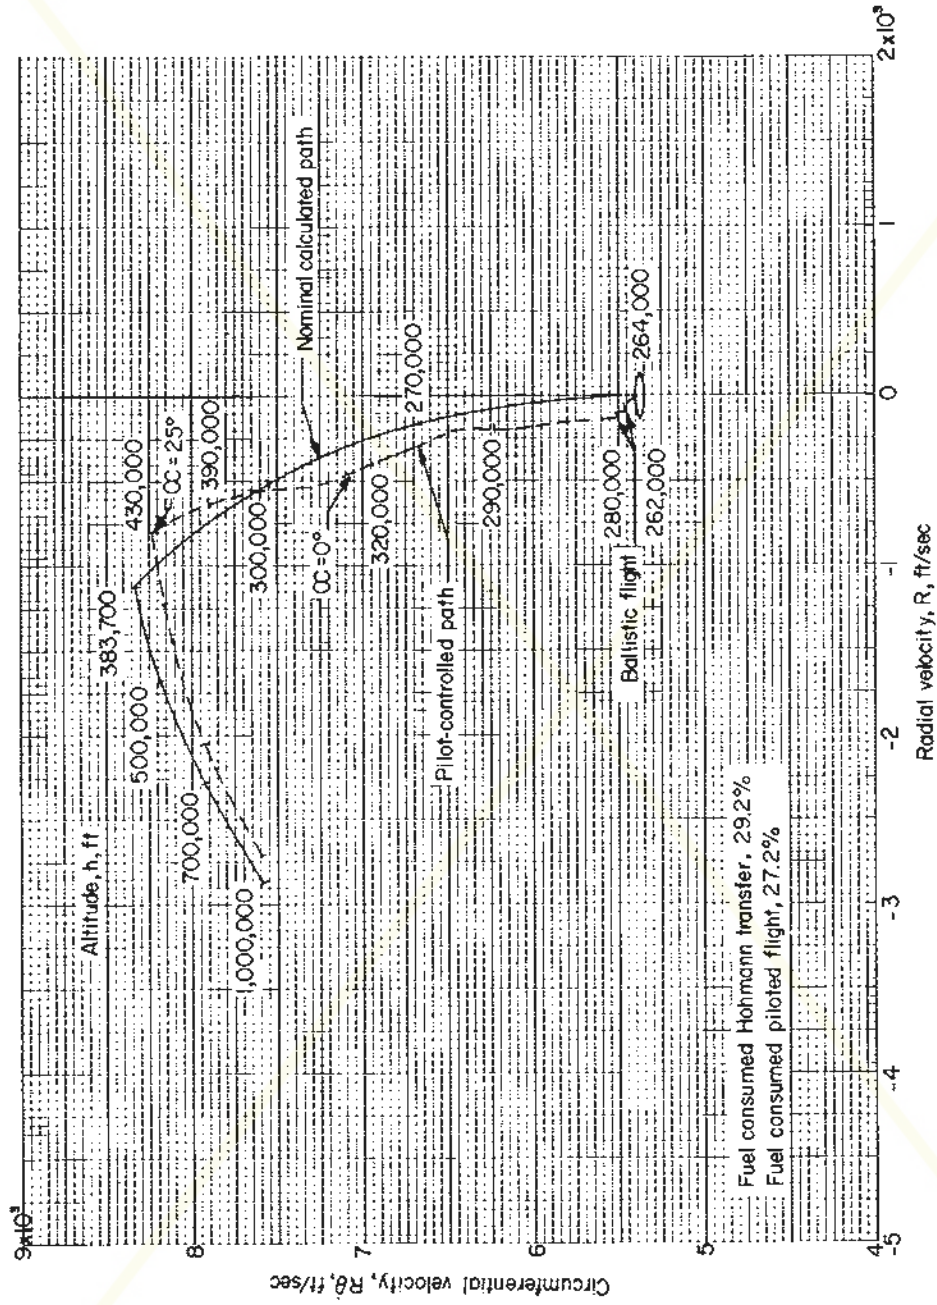 9x10³
8
7
6
5
4
-5
-4
-3
-2
-1
0
1
2x10³
Circumferential velocity, Rθ̇, ft/sec
Radial velocity, Ṙ, ft/sec
Altitude, h, ft
1,000,000
700,000
500,000
383,700
430,000
α = 25°
390,000
300,000
α = 0°
320,000
290,000
270,000
280,000
262,000
264,000
Nominal calculated path
Pilot-controlled path
Ballistic flight
Fuel consumed Hohmann transfer, 29.2%
Fuel consumed piloted flight, 27.2%